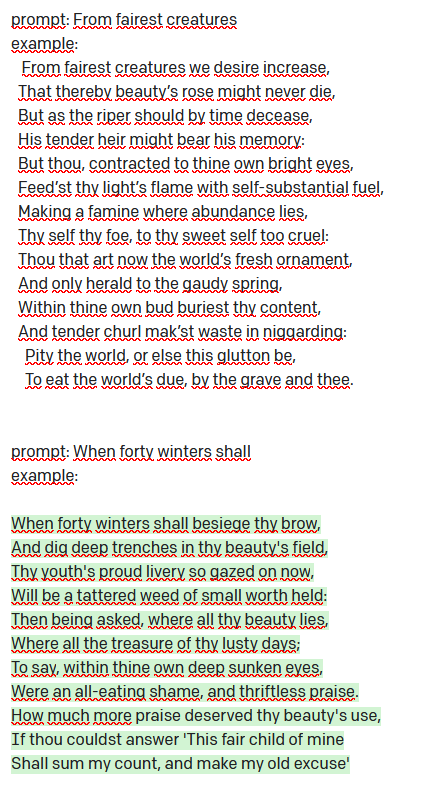 prompt: From fairest creatures
example:
From fairest creatures we desire increase,
That thereby beauty’s rose might never die,
But as the riper should by time decease,
His tender heir might bear his memory:
But thou, contracted to thine own bright eyes,
Feed’st thy light’s flame with self-substantial fuel,
Making a famine where abundance lies,
Thy self thy foe, to thy sweet self too cruel:
Thou that art now the world’s fresh ornament,
And only herald to the gaudy spring,
Within thine own bud buriest thy content,
And tender churl mak’st waste in niggarding:
Pity the world, or else this glutton be,
To eat the world’s due, by the grave and thee.
prompt: When forty winters shall
example:
When forty winters shall besiege thy brow,
And dig deep trenches in thy beauty's field,
Thy youth's proud livery so gazed on now,
Will be a tattered weed of small worth held:
Then being asked, where all thy beauty lies,
Where all the treasure of thy lusty days;
To say, within thine own deep sunken eyes,
Were an all-eating shame, and thriftless praise.
How much more praise deserved thy beauty's use,
If thou couldst answer 'This fair child of mine
Shall sum my count, and make my old excuse'